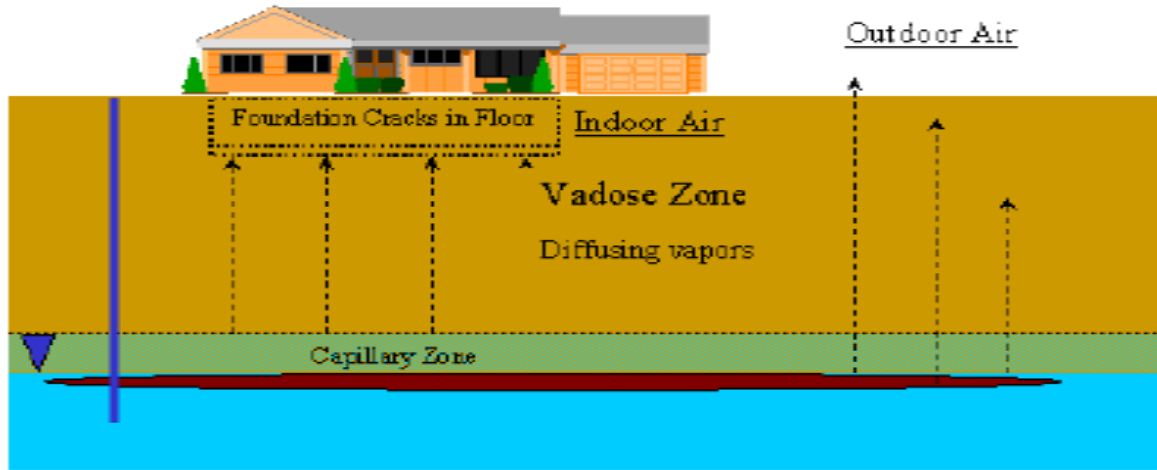 Outdoor Air
Foundation Cracks in Floor
Indoor Air
Vadose Zone
Diffusing vapors
Capillary Zone